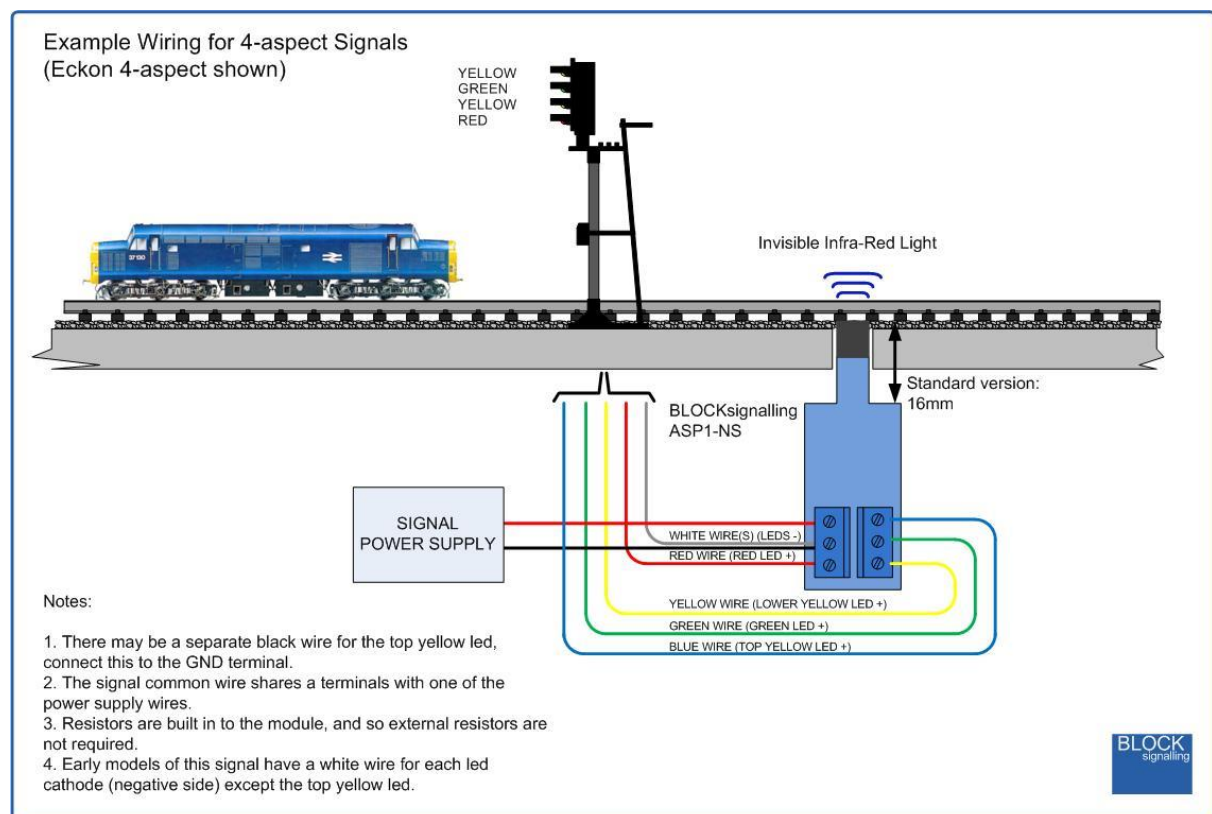 Example Wiring for 4-aspect Signals
(Eckon 4-aspect shown)
YELLOW
GREEN
YELLOW
RED
37 130
Invisible Infra-Red Light
Standard version:
16mm
BLOCKsignalling
ASP1-NS
SIGNAL
POWER SUPPLY
WHITE WIRE(S) (LEDS -)
RED WIRE (RED LED +)
YELLOW WIRE (LOWER YELLOW LED +)
GREEN WIRE (GREEN LED +)
BLUE WIRE (TOP YELLOW LED +)
Notes:
1. There may be a separate black wire for the top yellow led,
connect this to the GND terminal.
2. The signal common wire shares a terminals with one of the
power supply wires.
3. Resistors are built in to the module, and so external resistors are
not required.
4. Early models of this signal have a white wire for each led
cathode (negative side) except the top yellow led.
BLOCK
signalling